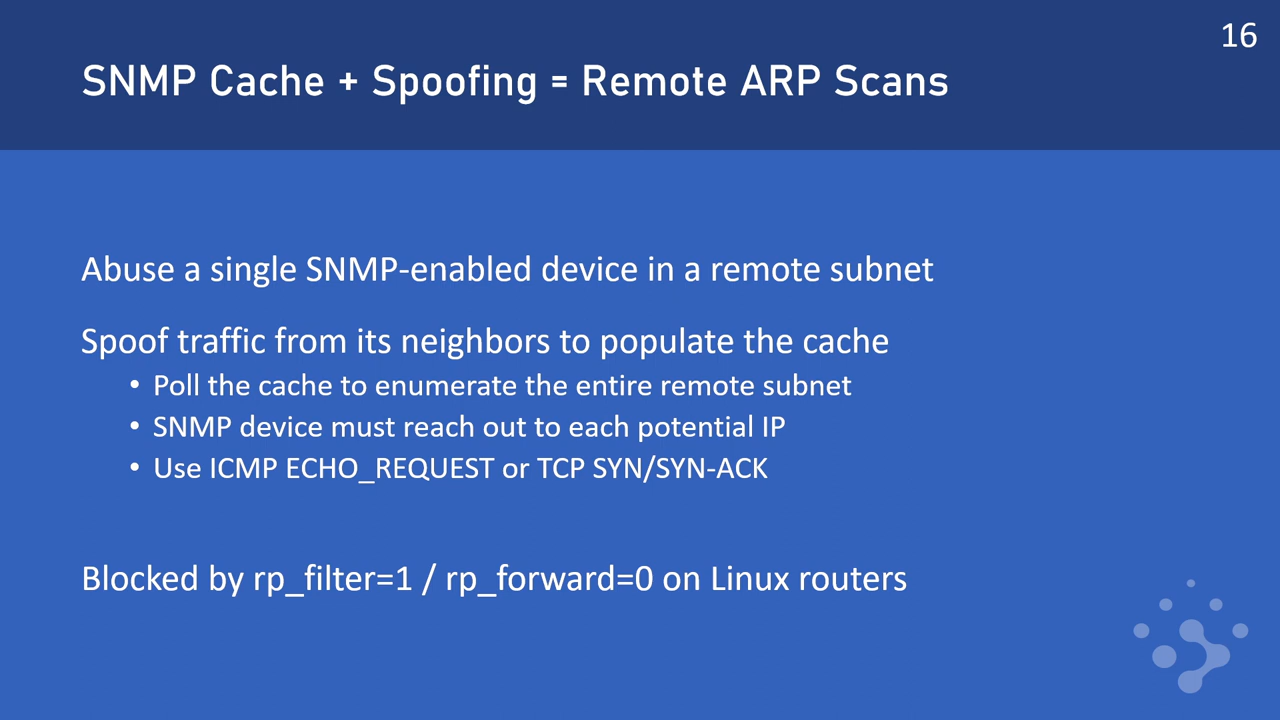 16
SNMP Cache + Spoofing = Remote ARP Scans
Abuse a single SNMP-enabled device in a remote subnet
Spoof traffic from its neighbors to populate the cache
• Poll the cache to enumerate the entire remote subnet
• SNMP device must reach out to each potential IP
• Use ICMP ECHO_REQUEST or TCP SYN/SYN-ACK
Blocked by rp_filter=1 / rp_forward=0 on Linux routers